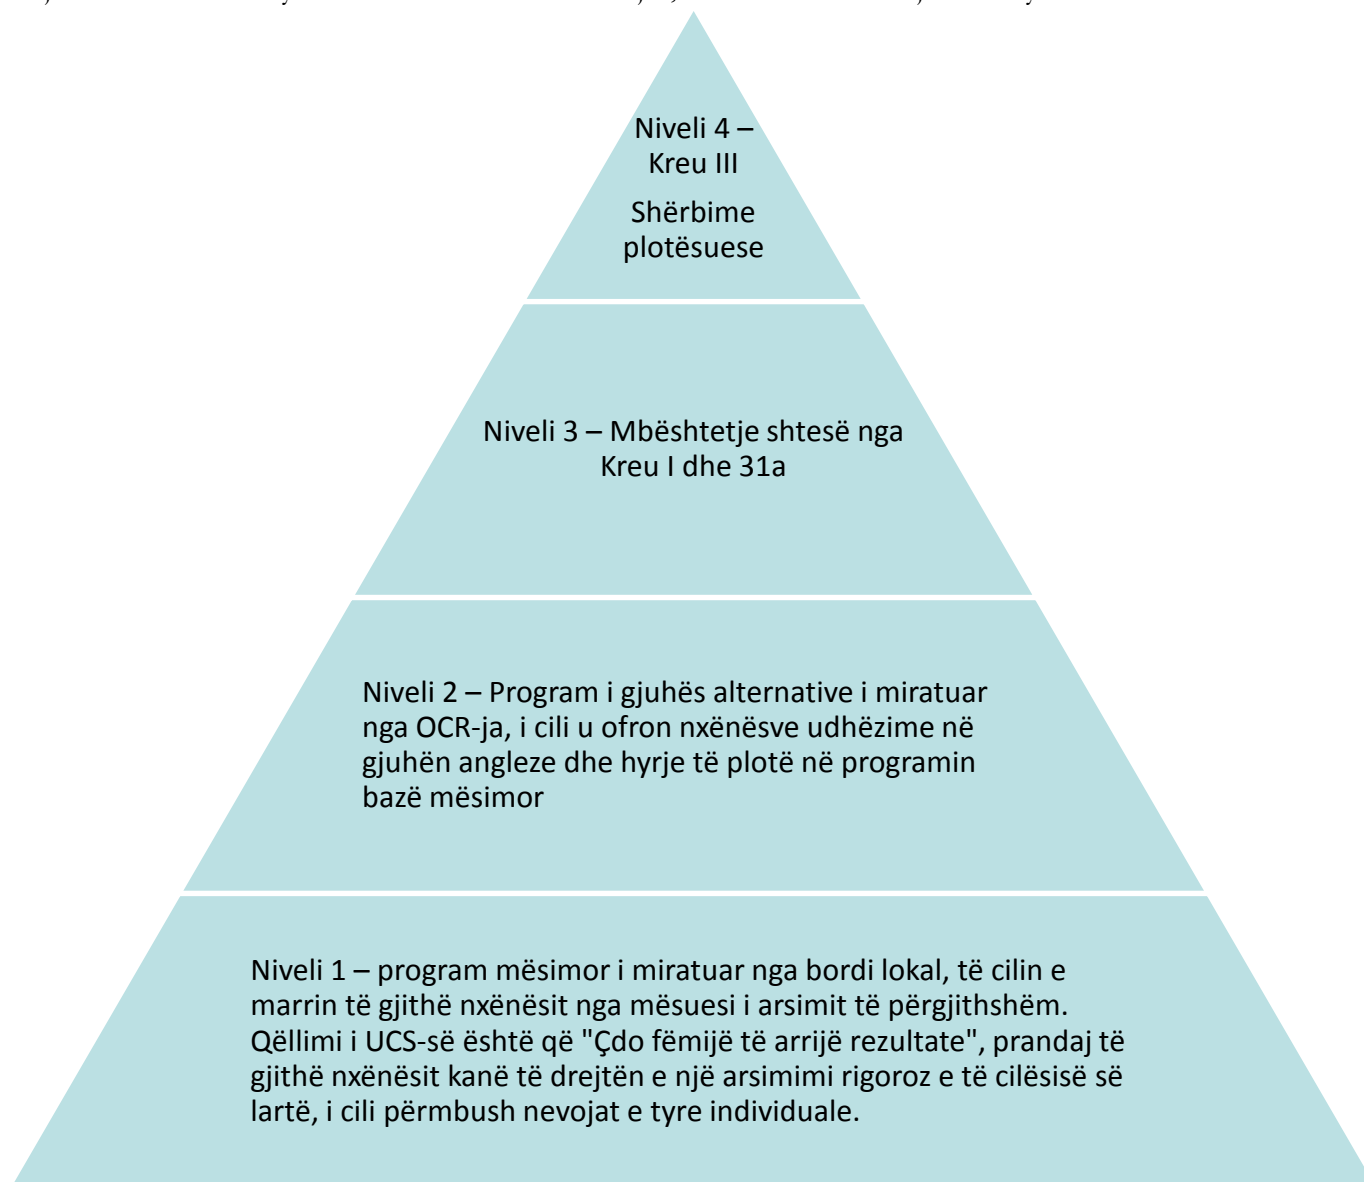 Niveli 4 –
Kreu III
Shërbime
plotësuese
Niveli 3 – Mbështetje shtesë nga
Kreu I dhe 31a
Niveli 2 – Program i gjuhës alternative i miratuar
nga OCR-ja, i cili u ofron nxënësve udhëzime në
gjuhën angleze dhe hyrje të plotë në programin
bazë mësimor
Niveli 1 – program mësimor i miratuar nga bordi lokal, të cilin e
marrin të gjithë nxënësit nga mësuesi i arsimit të përgjithshëm.
Qëllimi i UCS-së është që "Çdo fëmijë të arrijë rezultate", prandaj të
gjithë nxënësit kanë të drejtën e një arsimimi rigoroz e të cilësisë së
lartë, i cili përmbush nevojat e tyre individuale.